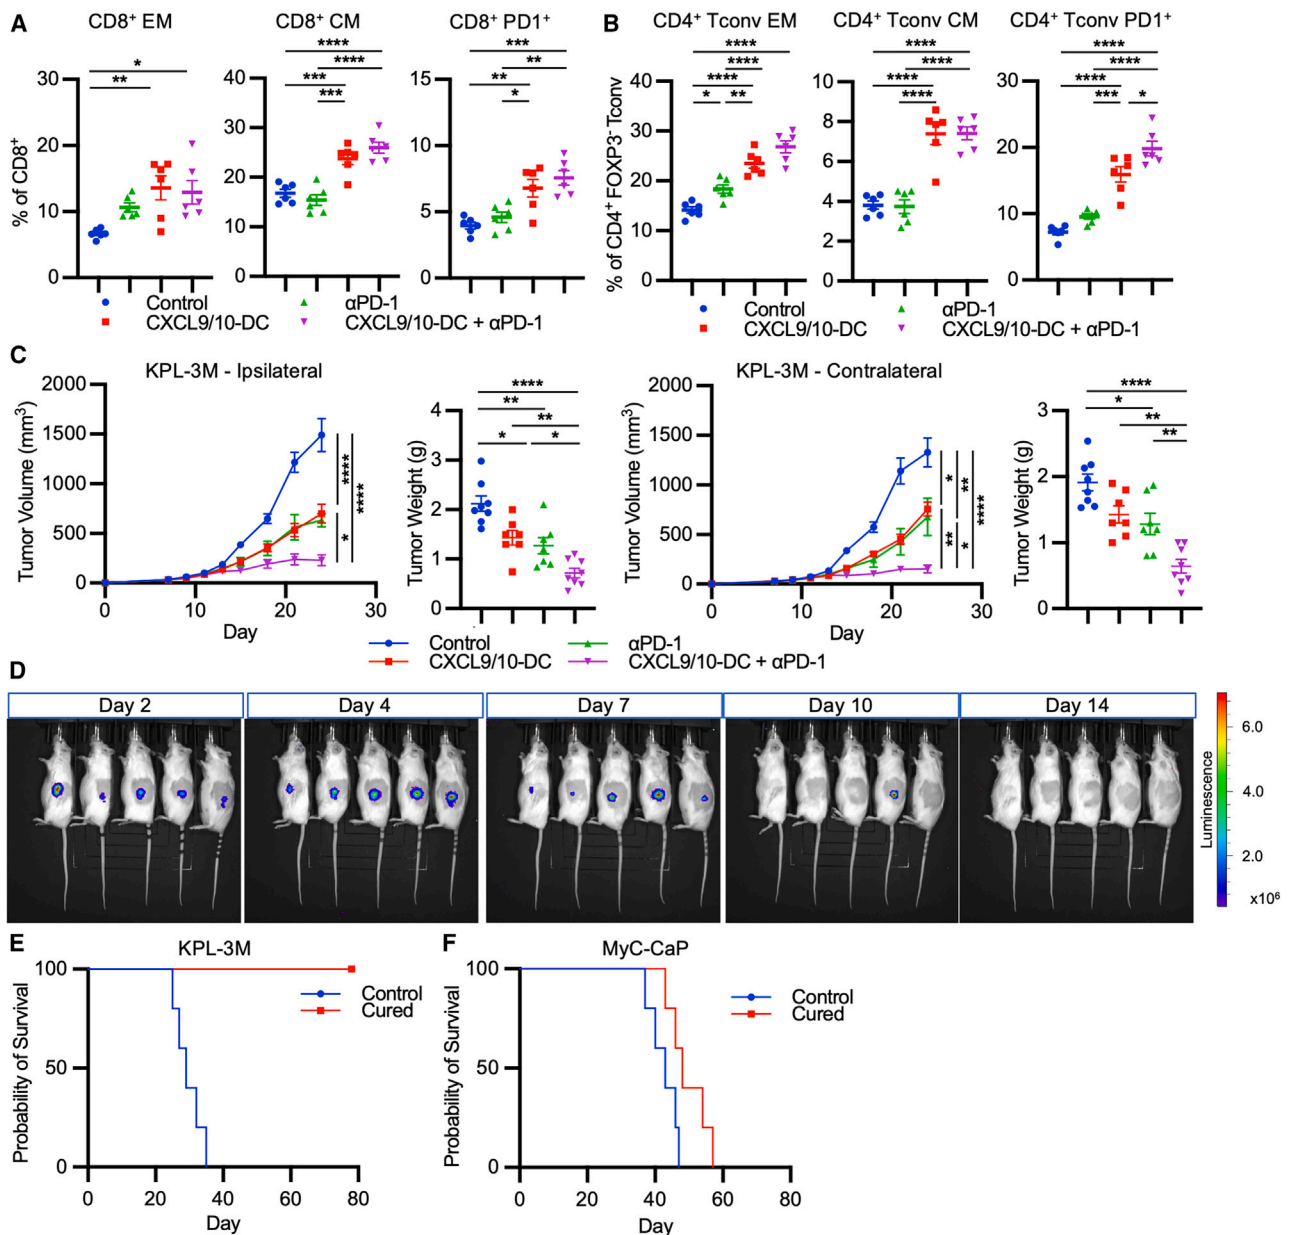 A
CD8⁺ EM
CD8⁺ CM
CD8⁺ PD1⁺
% of CD8⁺
* 
**
30
20
10
0
****
****
***
***
40
30
20
10
0
***
**
**
*
15
10
5
0
Control
αPD-1
CXCL9/10-DC
CXCL9/10-DC + αPD-1
B
CD4⁺ Tconv EM
CD4⁺ Tconv CM
CD4⁺ Tconv PD1⁺
% of CD4⁺ FOXP3⁻ Tconv
****
****
****
* **
40
30
20
10
0
****
****
****
****
10
8
6
4
2
0
****
****
****
*** *
30
20
10
0
Control
αPD-1
CXCL9/10-DC
CXCL9/10-DC + αPD-1
C
KPL-3M - Ipsilateral
Tumor Volume (mm³)
2000
1500
1000
500
0
0 10 20 30
Day
****
****
*
Tumor Weight (g)
****
**
**
* *
4
3
2
1
0
KPL-3M - Contralateral
Tumor Volume (mm³)
2000
1500
1000
500
0
0 10 20 30
Day
* ** ****
** *
Tumor Weight (g)
****
*
**
**
3
2
1
0
Control
αPD-1
CXCL9/10-DC
CXCL9/10-DC + αPD-1
D
Day 2 Day 4 Day 7 Day 10 Day 14
Luminescence
6.0
4.0
2.0
x10⁶
E
KPL-3M
Probability of Survival
100
50
0
0 20 40 60 80
Day
Control
Cured
F
MyC-CaP
Probability of Survival
100
50
0
0 20 40 60 80
Day
Control
Cured